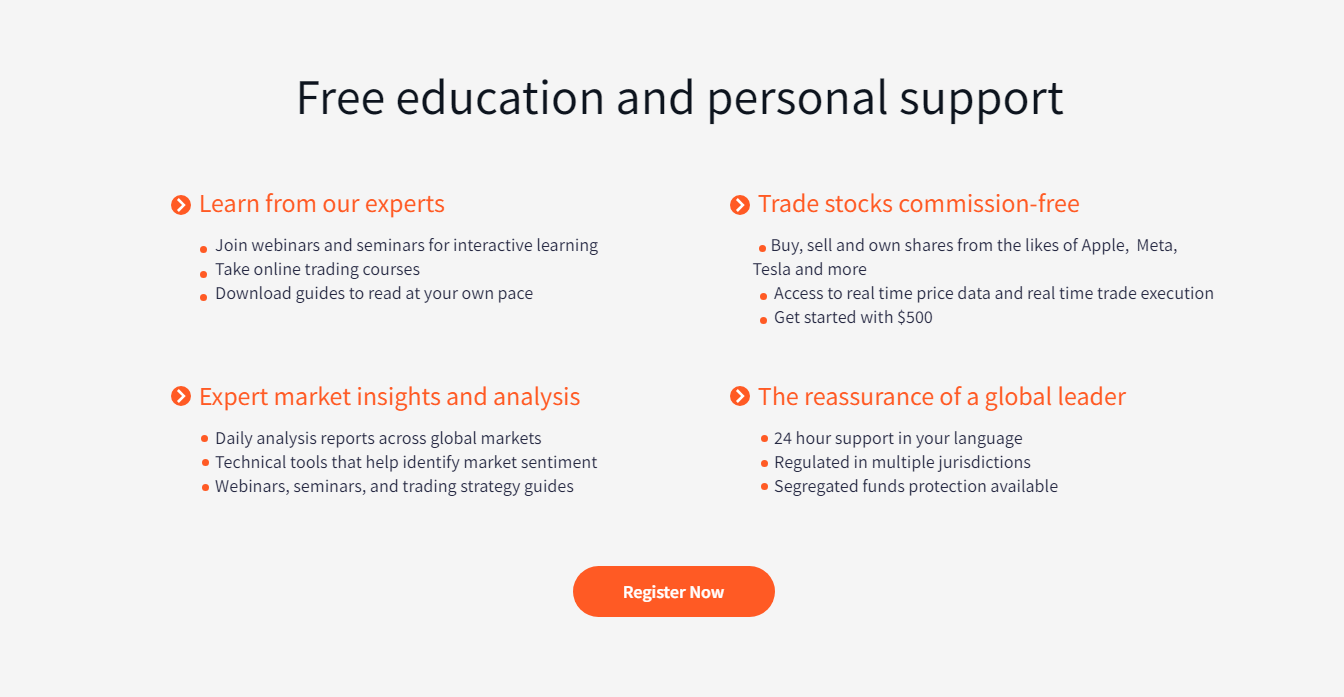 Free education and personal support
Learn from our experts
Join webinars and seminars for interactive learning
Take online trading courses
Download guides to read at your own pace
Trade stocks commission-free
Buy, sell and own shares from the likes of Apple,  Meta,
Tesla and more
Access to real time price data and real time trade execution
Get started with $500
Expert market insights and analysis
Daily analysis reports across global markets
Technical tools that help identify market sentiment
Webinars, seminars, and trading strategy guides
The reassurance of a global leader
24 hour support in your language
Regulated in multiple jurisdictions
Segregated funds protection available
Register Now